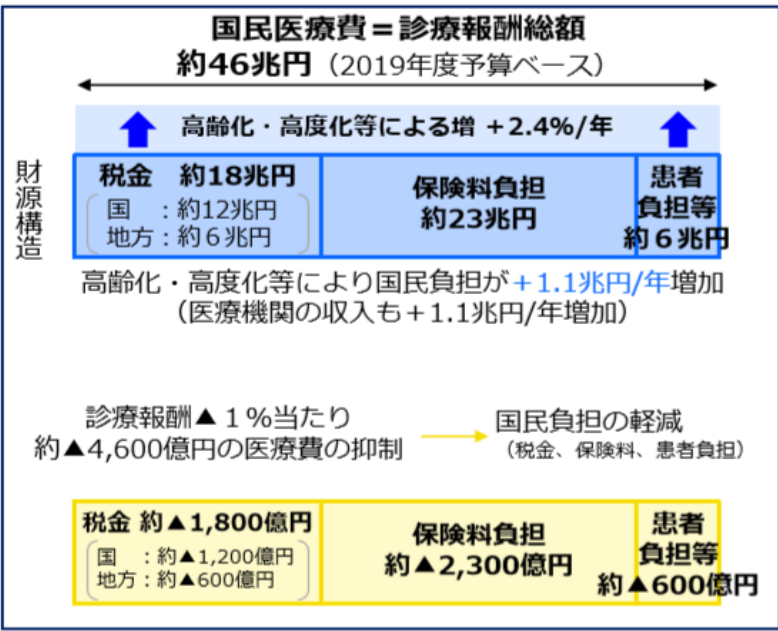 国民医療費＝診療報酬総額
約46兆円（2019年度予算ベース）
高齢化・高度化等による増 ＋2.4%/年
財源構造
税金 約18兆円
国 ：約12兆円
地方：約６兆円
保険料負担
約23兆円
患者
負担等
約６兆円
高齢化・高度化等により国民負担が＋1.1兆円/年増加
（医療機関の収入も＋1.1兆円/年増加）
診療報酬▲１％当たり
約▲4,600億円の医療費の抑制
国民負担の軽減
（税金、保険料、患者負担）
税金 約▲1,800億円
国 ：約▲1,200億円
地方：約▲600億円
保険料負担
約▲2,300億円
患者
負担等
約▲600億円